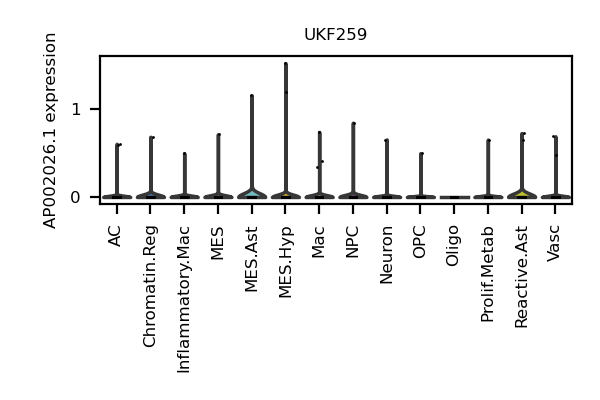 UKF259
AP002026.1 expression
1
0
AC
Chromatin.Reg
Inflammatory.Mac
MES
MES.Ast
MES.Hyp
Mac
NPC
Neuron
OPC
Oligo
Prolif.Metab
Reactive.Ast
Vasc